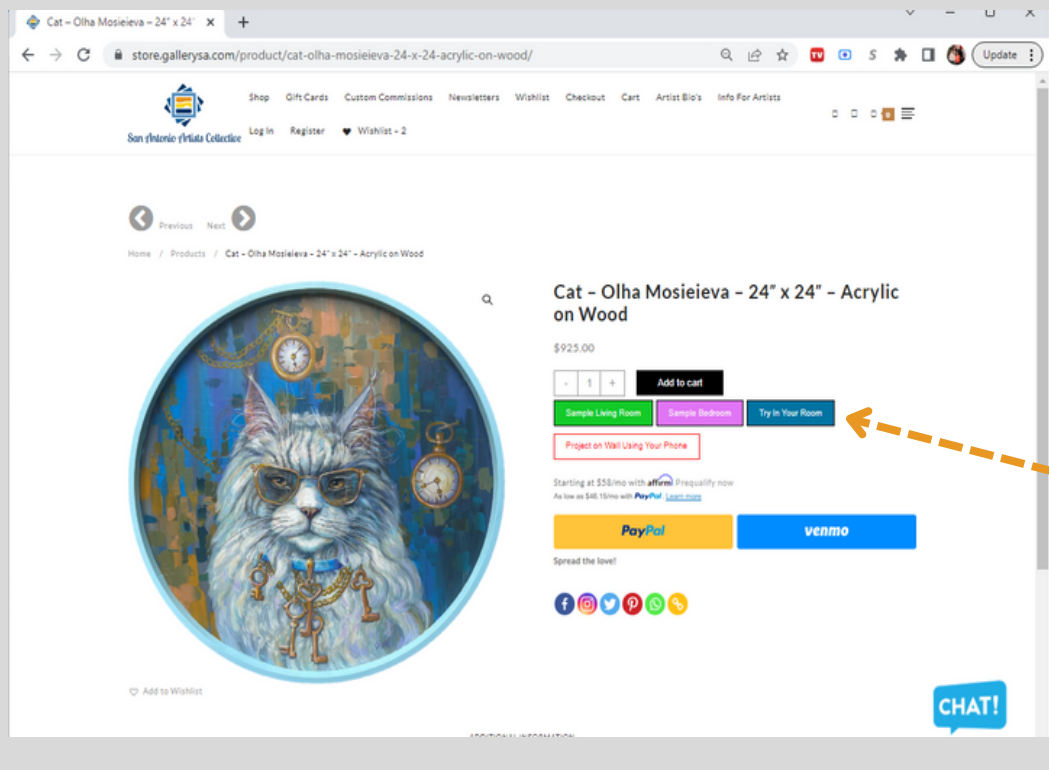 Cat – Olha Mosieieva – 24" x 24"
store.gallerysa.com/product/cat-olha-mosieieva-24-x-24-acrylic-on-wood/
TV
S
Update
Shop Gift Cards Custom Commissions Newsletters Wishlist Checkout Cart Artist Bio's Info For Artists
San Antonio Artists Collective
Log In Register Wishlist – 2
Previous Next
Home / Products / Cat – Olha Mosieieva – 24" x 24" – Acrylic on Wood
Cat – Olha Mosieieva – 24" x 24" – Acrylic
on Wood
$925.00
- 1 + Add to cart
Sample Living Room Sample Bedroom Try In Your Room
Project on Wall Using Your Phone
Starting at $58/mo with affirm Prequalify now
As low as $46.15/mo with PayPal. Learn more
PayPal venmo
Spread the love!
Add to Wishlist
CHAT!
ADDITIONAL INFORMATION